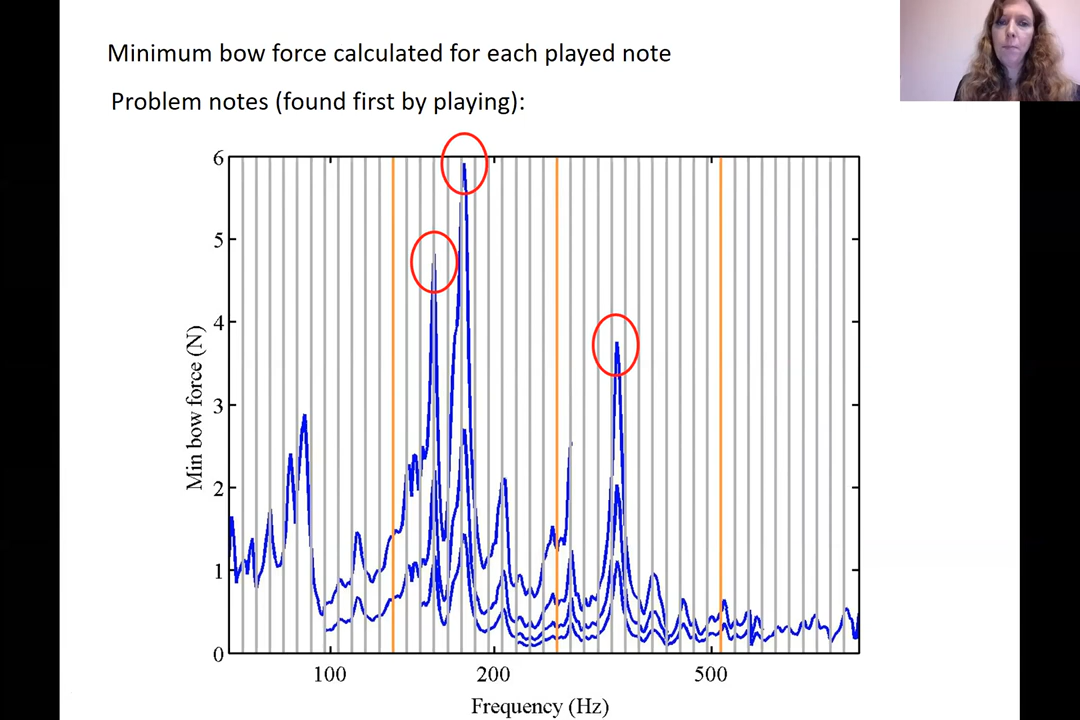 Minimum bow force calculated for each played note
Problem notes (found first by playing):
6
5
4
3
2
1
0
Min bow force (N)
100
200
500
Frequency (Hz)